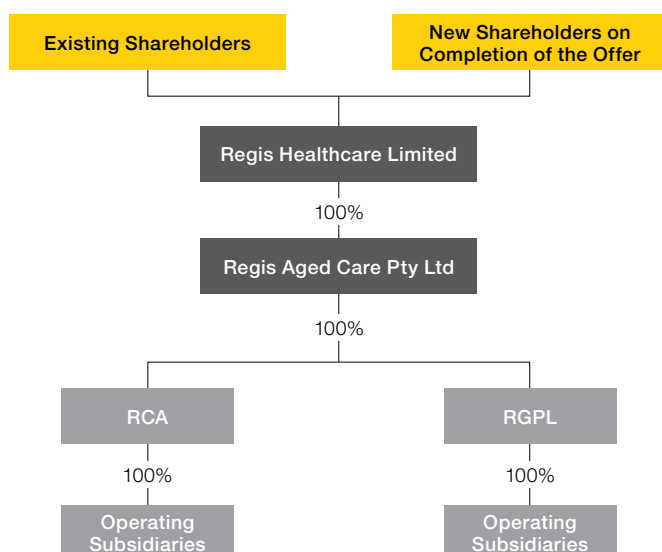 Existing Shareholders
New Shareholders on
Completion of the Offer
Regis Healthcare Limited
100%
Regis Aged Care Pty Ltd
100%
RCA
RGPL
100%
100%
Operating
Subsidiaries
Operating
Subsidiaries